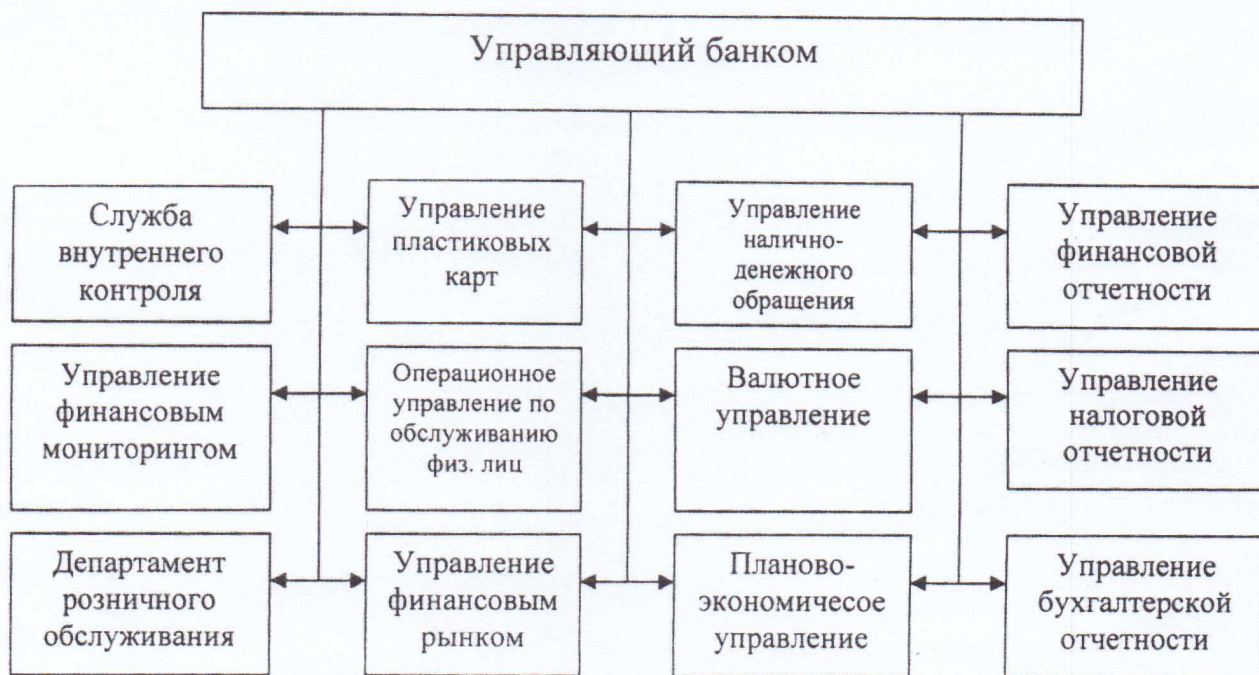 Управляющий банком
Служба
внутреннего
контроля
Управление
пластиковых
карт
Управление
налично-
денежного
обращения
Управление
финансовой
отчетности
Управление
финансовым
мониторингом
Операционное
управление по
обслуживанию
физ. лиц
Валютное
управление
Управление
налоговой
отчетности
Департамент
розничного
обслуживания
Управление
финансовым
рынком
Планово-
экономичесое
управление
Управление
бухгалтерской
отчетности